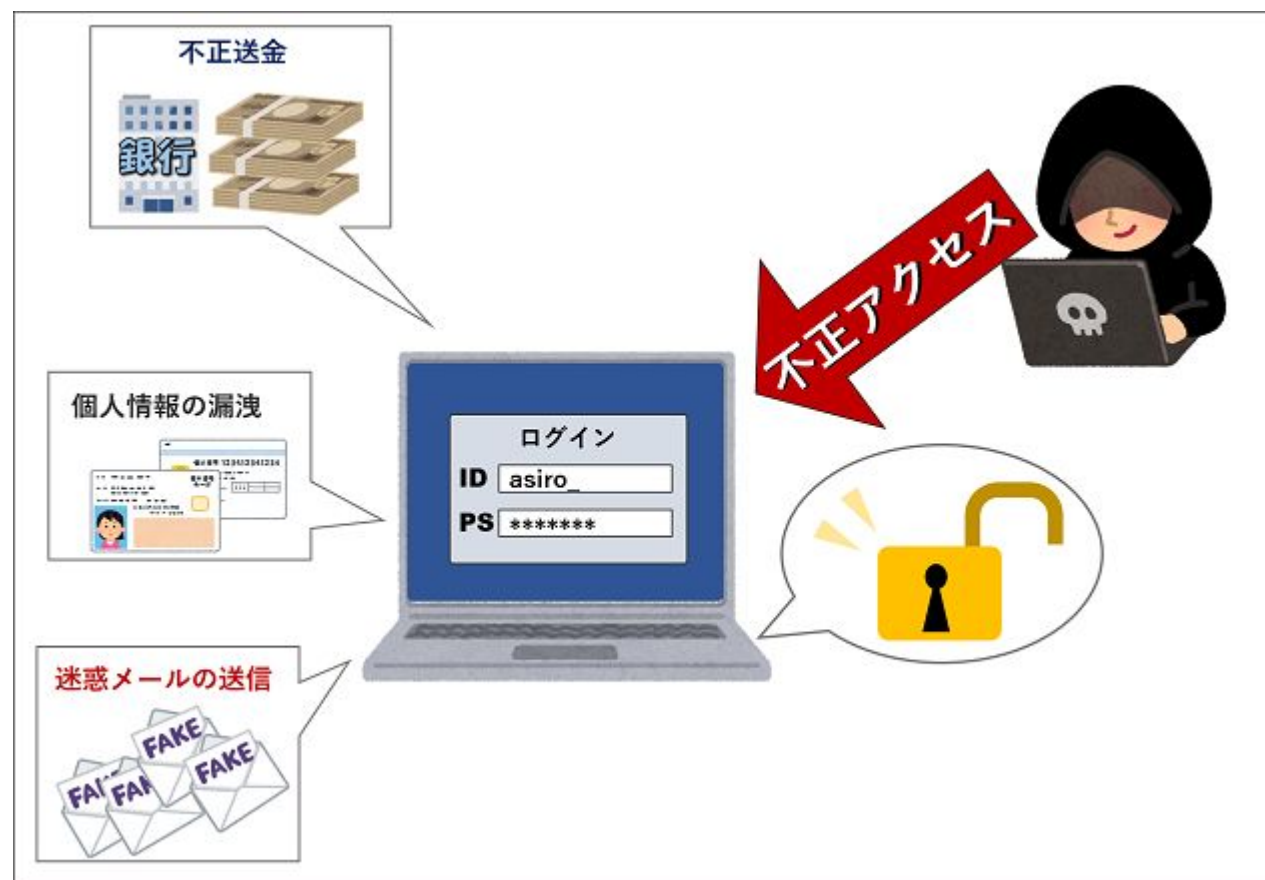 不正送金
銀行
不正アクセス
個人情報の漏洩
ログイン
ID asiro_
PS *******
迷惑メールの送信
FAKE
FAKE